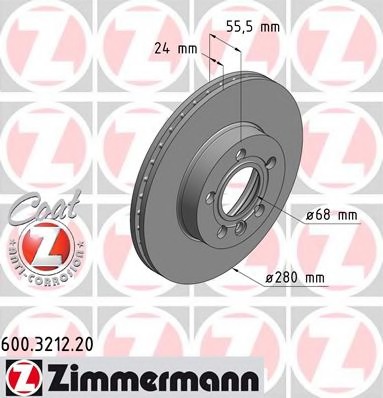 55,5 mm
24 mm
Coat
Z
ANTI-CORROSION
ø68 mm
ø280 mm
600.3212.20
Z Zimmermann